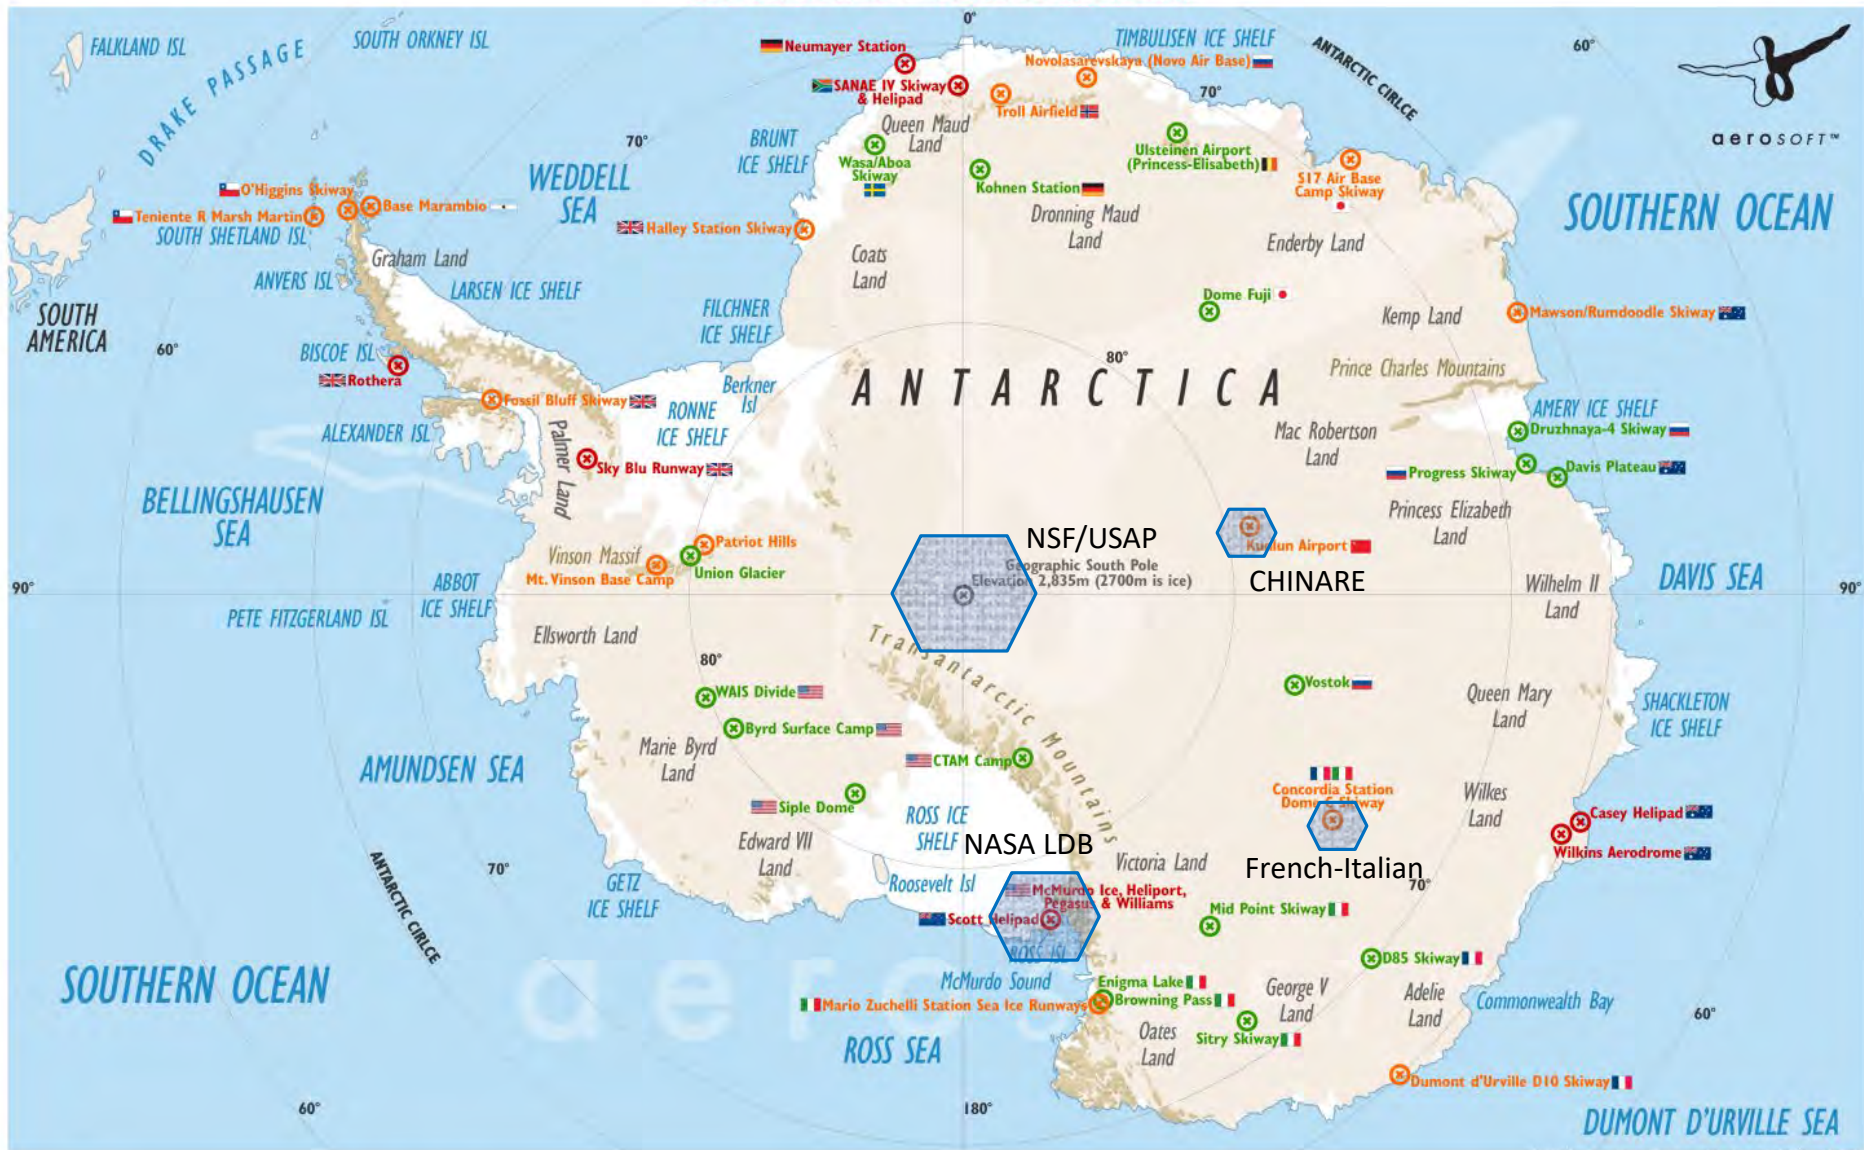 FALKLAND ISL
SOUTH ORKNEY ISL
DRAKE PASSAGE
0°
60°
Neumayer Station
TIMBULISEN ICE SHELF
ANTARCTIC CIRLCE
Novolasarevskaya (Novo Air Base)
aerosoft™
SANAE IV Skiway
& Helipad
70°
Troll Airfield
70°
BRUNT
ICE SHELF
Queen Maud
Land
Wasa/Aboa
Skiway
Ulsteinen Airport
(Princess-Elisabeth)
Kohnen Station
S17 Air Base
Camp Skiway
WEDDELL
SEA
O'Higgins Skiway
Base Marambio
Teniente R Marsh Martin
SOUTH SHETLAND ISL
Halley Station Skiway
Dronning Maud
Land
SOUTHERN OCEAN
Enderby Land
Graham Land
Coats
Land
ANVERS ISL
LARSEN ICE SHELF
Dome Fuji
SOUTH
AMERICA
FILCHNER
ICE SHELF
Kemp Land
Mawson/Rumdoodle Skiway
60°
BISCOE ISL
80°
Prince Charles Mountains
Rothera
Berkner
Isl
ANTARCTICA
Fossil Bluff Skiway
RONNE
ICE SHELF
AMERY ICE SHELF
ALEXANDER ISL
Mac Robertson
Land
Druzhnaya-4 Skiway
Palmer Land
Sky Blu Runway
Progress Skiway
Davis Plateau
BELLINGSHAUSEN
SEA
Princess Elizabeth
Land
NSF/USAP
Patriot Hills
Kunlun Airport
Vinson Massif
Union Glacier
Mt. Vinson Base Camp
Geographic South Pole
Elevation 2,835m (2700m is ice)
CHINARE
90°
ABBOT
ICE SHELF
Wilhelm II
Land
DAVIS SEA
90°
PETE FITZGERLAND ISL
Ellsworth Land
Transantarctic Mountains
80°
WAIS Divide
Vostok
Queen Mary
Land
SHACKLETON
ICE SHELF
Byrd Surface Camp
Marie Byrd
Land
CTAM Camp
AMUNDSEN SEA
Siple Dome
Concordia Station
Dome C Skiway
Wilkes
Land
ROSS ICE
SHELF
Casey Helipad
NASA LDB
Edward VII
Land
Wilkins Aerodrome
Victoria Land
French-Italian
ANTARCTIC CIRLCE
70°
GETZ
ICE SHELF
Roosevelt Isl
70°
McMurdo Ice, Heliport,
Pegasus & Williams
Scott Helipad
Mid Point Skiway
ROSS ISL
D85 Skiway
SOUTHERN OCEAN
McMurdo Sound
Enigma Lake
George V
Land
Adelie
Land
Commonwealth Bay
Mario Zuchelli Station Sea Ice Runways
Browning Pass
60°
Oates
Land
Sitry Skiway
ROSS SEA
Dumont d'Urville D10 Skiway
60°
180°
DUMONT D'URVILLE SEA